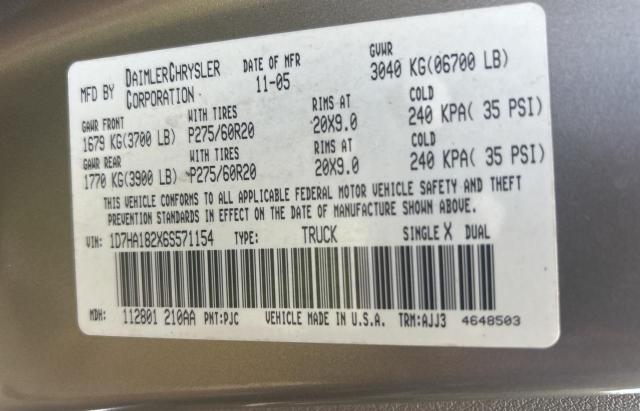 MFD BY DAIMLERCHRYSLER CORPORATION DATE OF MFR 11-05 GVWR 3040 KG(06700 LB)
GAWR FRONT WITH TIRES RIMS AT COLD
1679 KG(3700 LB) P275/60R20 20X9.0 240 KPA( 35 PSI)
GAWR REAR WITH TIRES RIMS AT COLD
1770 KG(3900 LB) P275/60R20 20X9.0 240 KPA( 35 PSI)
THIS VEHICLE CONFORMS TO ALL APPLICABLE FEDERAL MOTOR VEHICLE SAFETY AND THEFT
PREVENTION STANDARDS IN EFFECT ON THE DATE OF MANUFACTURE SHOWN ABOVE.
VIN: 1D7HA182X6S571154 TYPE: TRUCK SINGLE X DUAL
MDH: 112801 210AA PNT:PJC VEHICLE MADE IN U.S.A. TRM:AJJ3 4648503